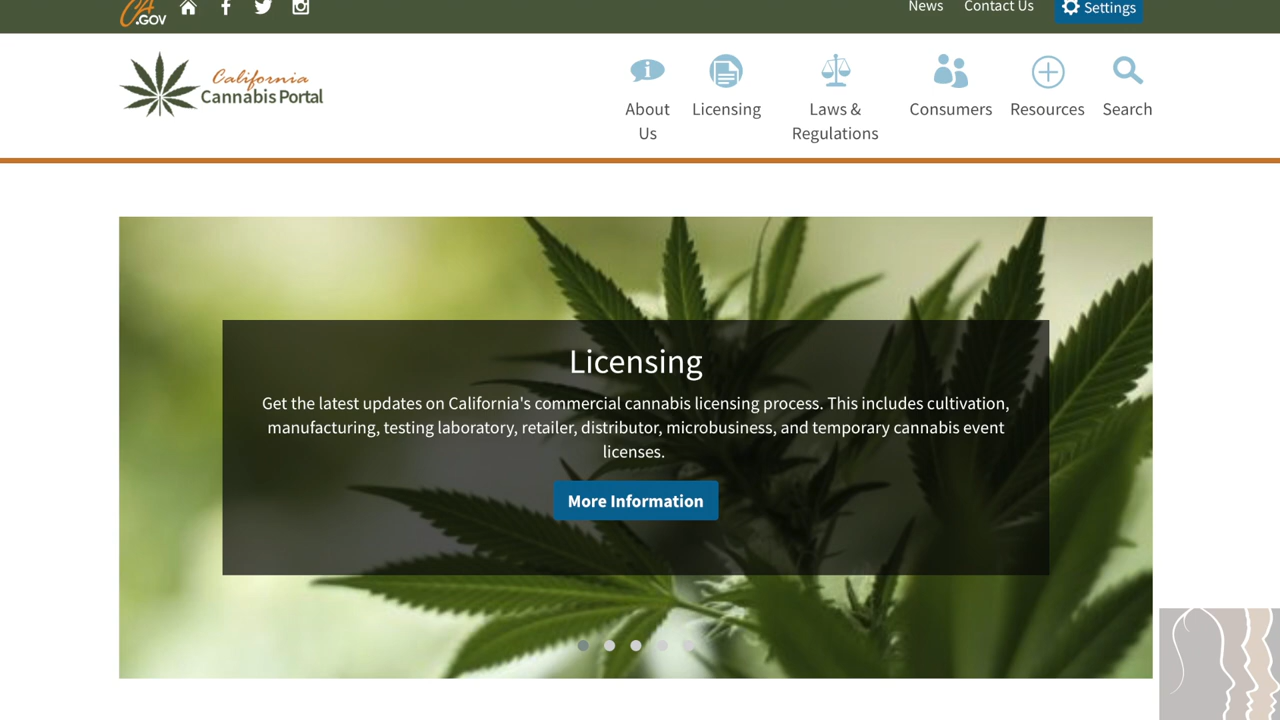 CA
.GOV
News
Contact Us
Settings
California
Cannabis Portal
About
Us
Licensing
Laws &
Regulations
Consumers
Resources
Search
Licensing
Get the latest updates on California's commercial cannabis licensing process. This includes cultivation,
manufacturing, testing laboratory, retailer, distributor, microbusiness, and temporary cannabis event
licenses.
More Information